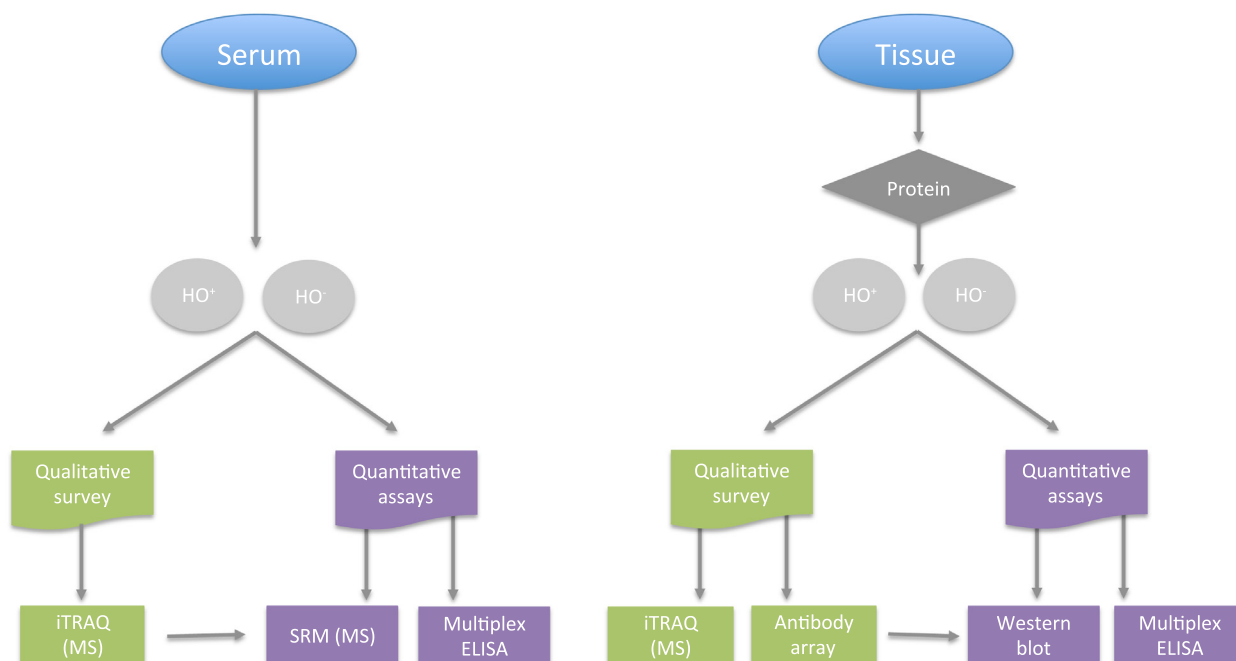 Serum
HO⁺
HO⁻
Qualitative
survey
Quantitative
assays
iTRAQ
(MS)
SRM (MS)
Multiplex
ELISA
Tissue
Protein
HO⁺
HO⁻
Qualitative
survey
Quantitative
assays
iTRAQ
(MS)
Antibody
array
Western
blot
Multiplex
ELISA